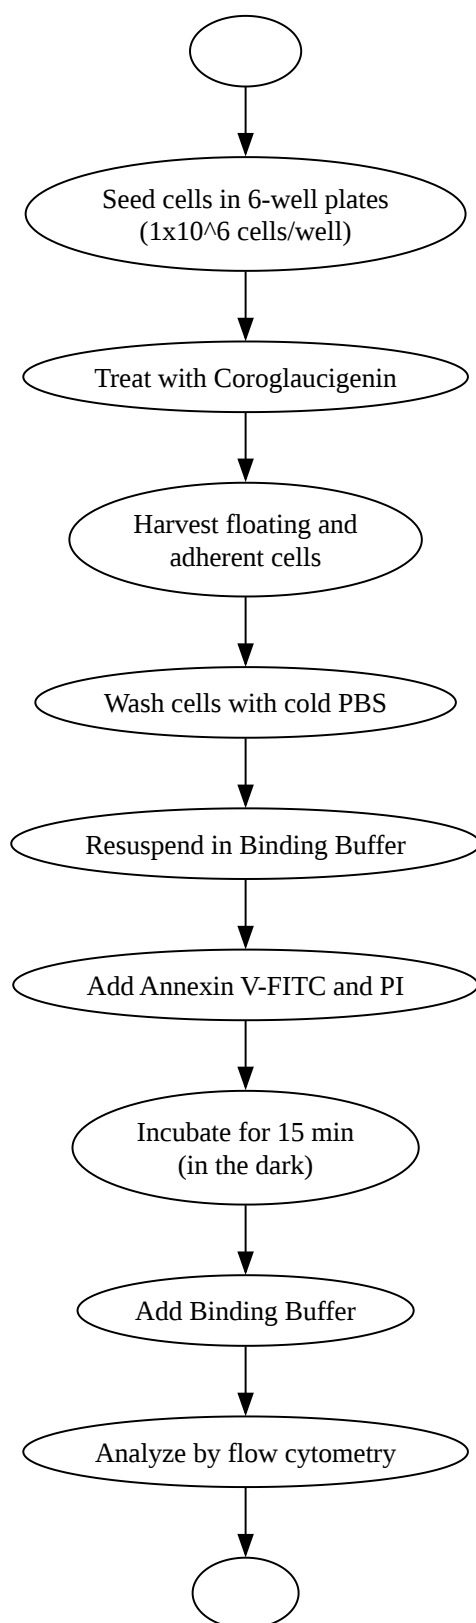 Seed cells in 6-well plates
(1x10^6 cells/well)
Treat with Coroglaucigenin
Harvest floating and
adherent cells
Wash cells with cold PBS
Resuspend in Binding Buffer
Add Annexin V-FITC and PI
Incubate for 15 min
(in the dark)
Add Binding Buffer
Analyze by flow cytometry